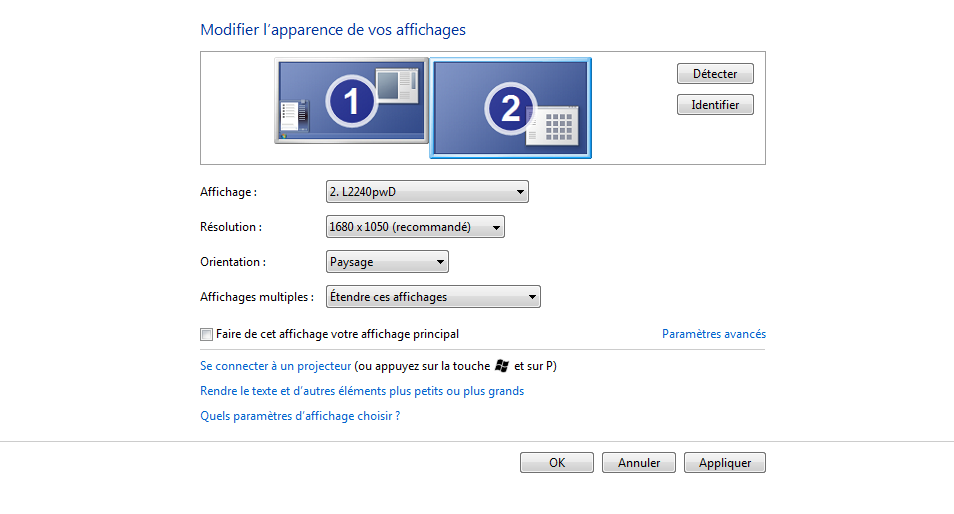 Modifier l'apparence de vos affichages
1
2
Détecter
Identifier
Affichage :
2. L2240pwD
Résolution :
1680 x 1050 (recommandé)
Orientation :
Paysage
Affichages multiples :
Étendre ces affichages
Faire de cet affichage votre affichage principal
Paramètres avancés
Se connecter à un projecteur (ou appuyez sur la touche et sur P)
Rendre le texte et d'autres éléments plus petits ou plus grands
Quels paramètres d'affichage choisir ?
OK
Annuler
Appliquer